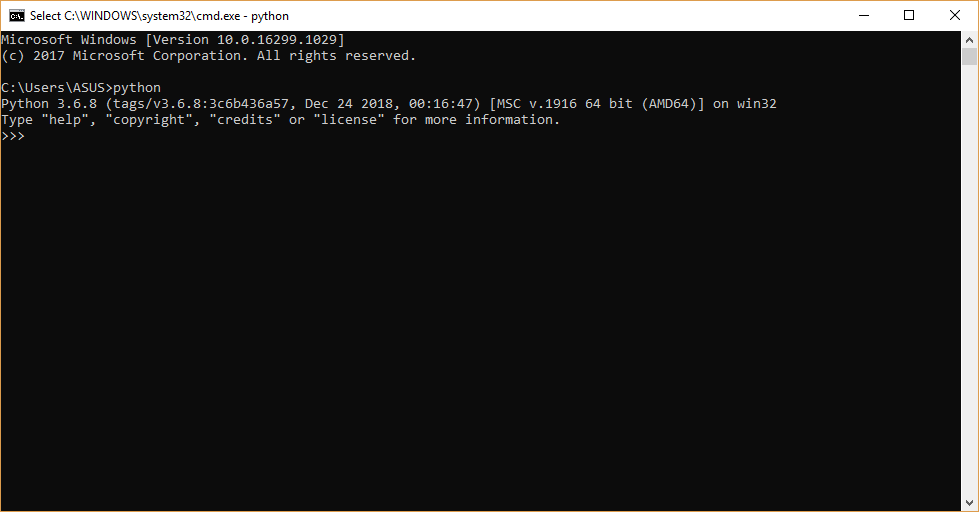 Select C:\WINDOWS\system32\cmd.exe - python
Microsoft Windows [Version 10.0.16299.1029]
(c) 2017 Microsoft Corporation. All rights reserved.
C:\Users\ASUS>python
Python 3.6.8 (tags/v3.6.8:3c6b436a57, Dec 24 2018, 00:16:47) [MSC v.1916 64 bit (AMD64)] on win32
Type "help", "copyright", "credits" or "license" for more information.
>>>